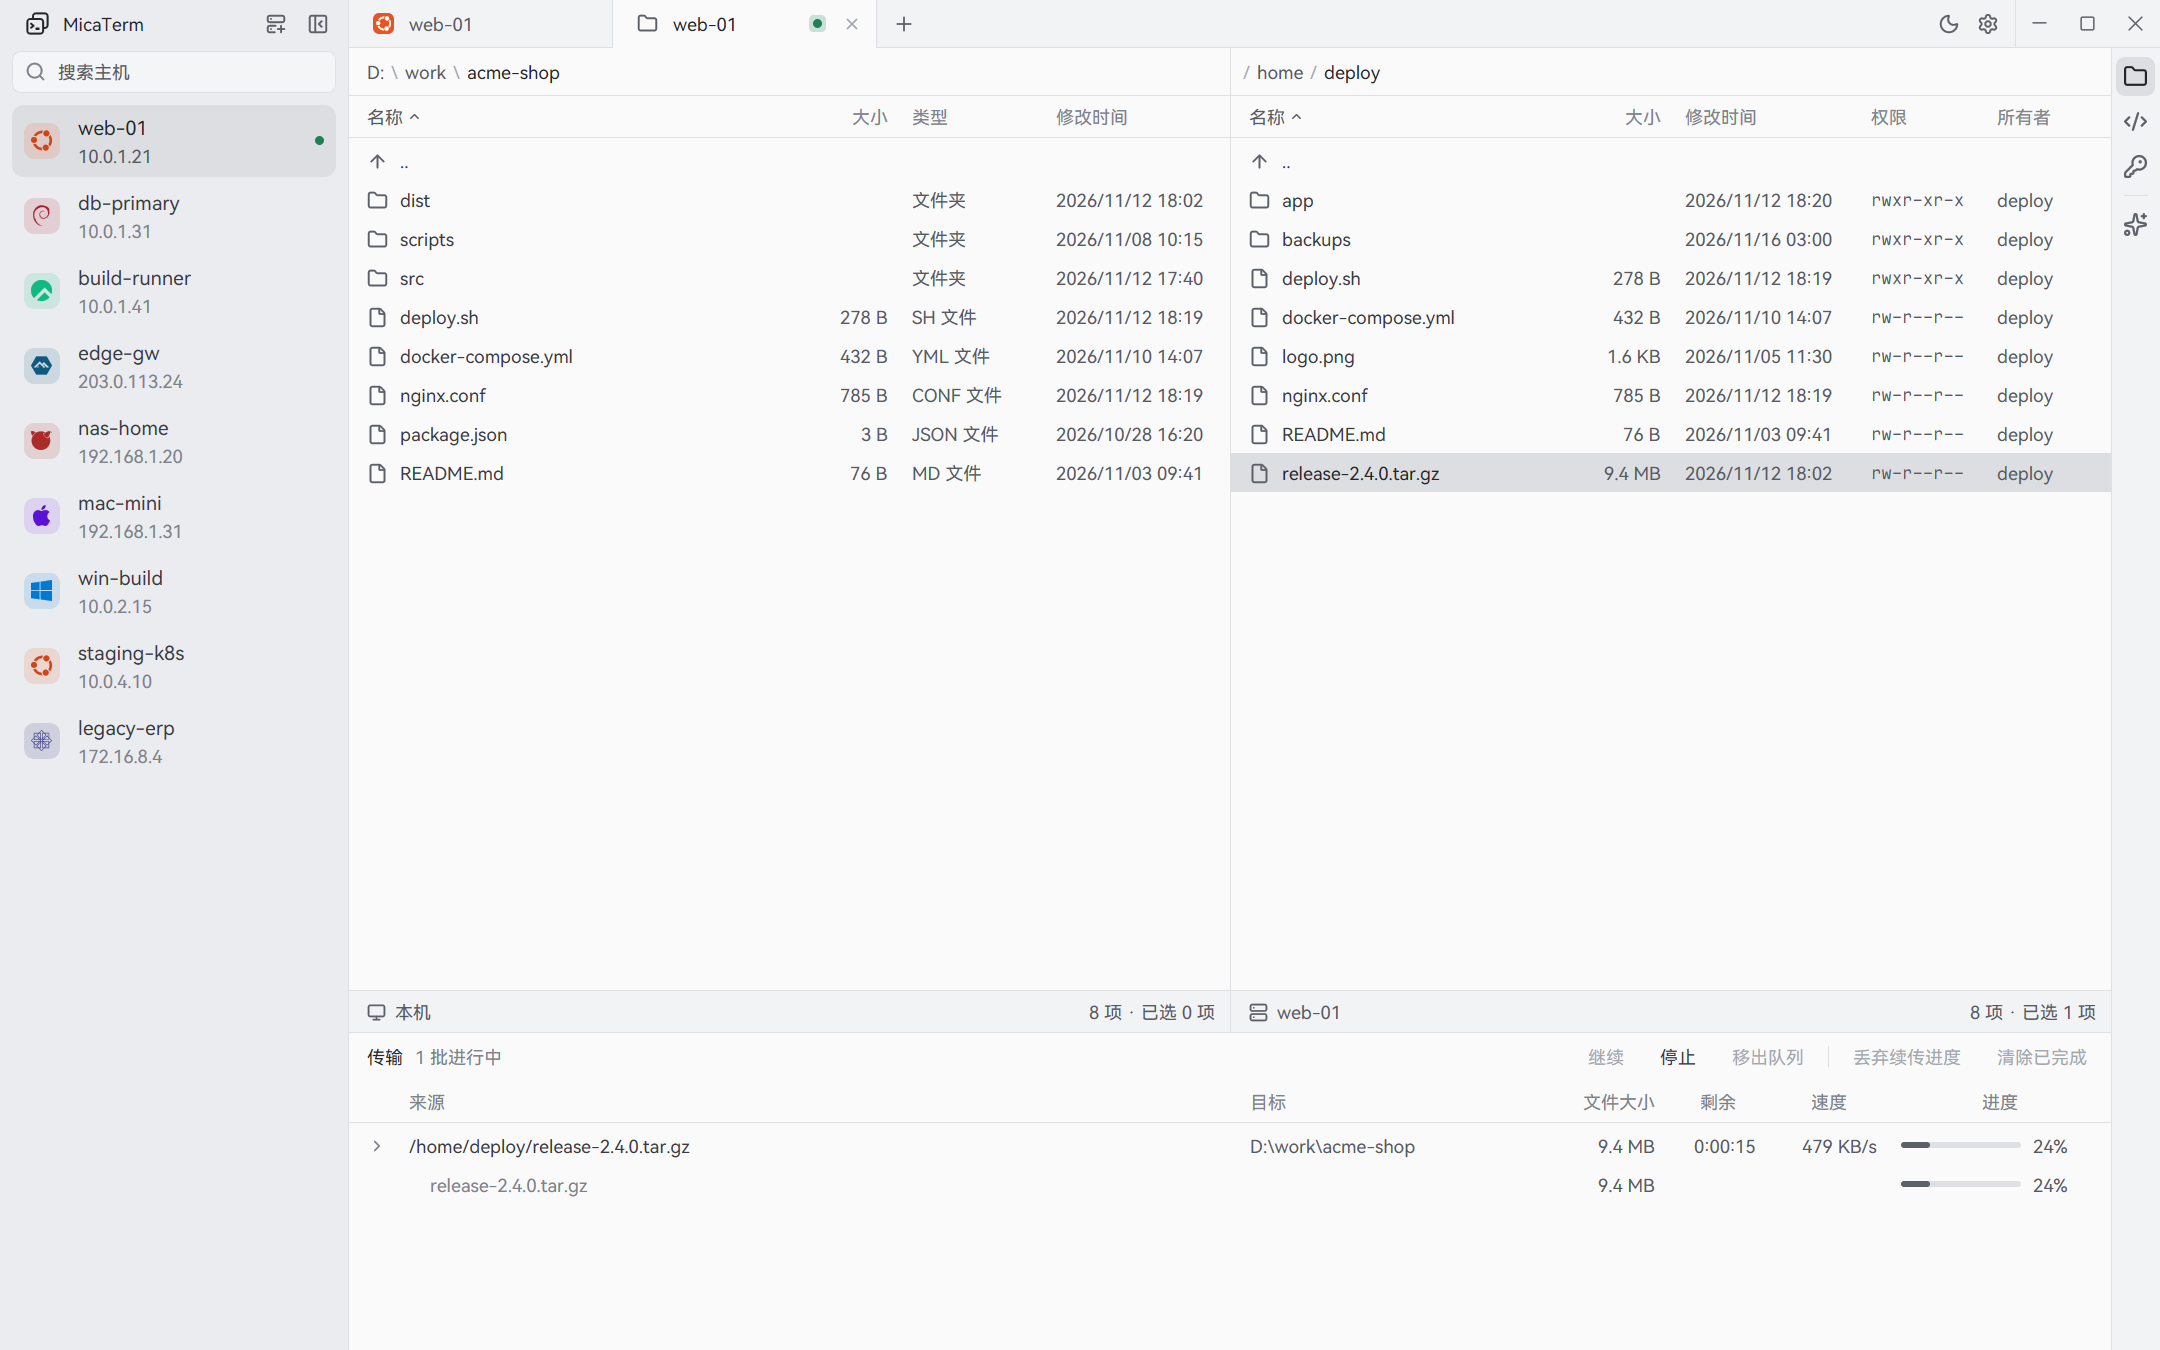 MicaTerm
搜索主机
web-01
10.0.1.21
db-primary
10.0.1.31
build-runner
10.0.1.41
edge-gw
203.0.113.24
nas-home
192.168.1.20
mac-mini
192.168.1.31
win-build
10.0.2.15
staging-k8s
10.0.4.10
legacy-erp
172.16.8.4
web-01
web-01
D: \ work \ acme-shop
名称 大小 类型 修改时间
..
dist 文件夹 2026/11/12 18:02
scripts 文件夹 2026/11/08 10:15
src 文件夹 2026/11/12 17:40
deploy.sh 278 B SH 文件 2026/11/12 18:19
docker-compose.yml 432 B YML 文件 2026/11/10 14:07
nginx.conf 785 B CONF 文件 2026/11/12 18:19
package.json 3 B JSON 文件 2026/10/28 16:20
README.md 76 B MD 文件 2026/11/03 09:41
本机 8 项 · 已选 0 项
/ home / deploy
名称 大小 修改时间 权限 所有者
..
app 2026/11/12 18:20 rwxr-xr-x deploy
backups 2026/11/16 03:00 rwxr-xr-x deploy
deploy.sh 278 B 2026/11/12 18:19 rwxr-xr-x deploy
docker-compose.yml 432 B 2026/11/10 14:07 rw-r--r-- deploy
logo.png 1.6 KB 2026/11/05 11:30 rw-r--r-- deploy
nginx.conf 785 B 2026/11/12 18:19 rw-r--r-- deploy
README.md 76 B 2026/11/03 09:41 rw-r--r-- deploy
release-2.4.0.tar.gz 9.4 MB 2026/11/12 18:02 rw-r--r-- deploy
web-01 8 项 · 已选 1 项
传输 1 批进行中 继续 停止 移出队列 丢弃续传进度 清除已完成
来源 目标 文件大小 剩余 速度 进度
/home/deploy/release-2.4.0.tar.gz D:\work\acme-shop 9.4 MB 0:00:15 479 KB/s 24%
release-2.4.0.tar.gz 9.4 MB 24%